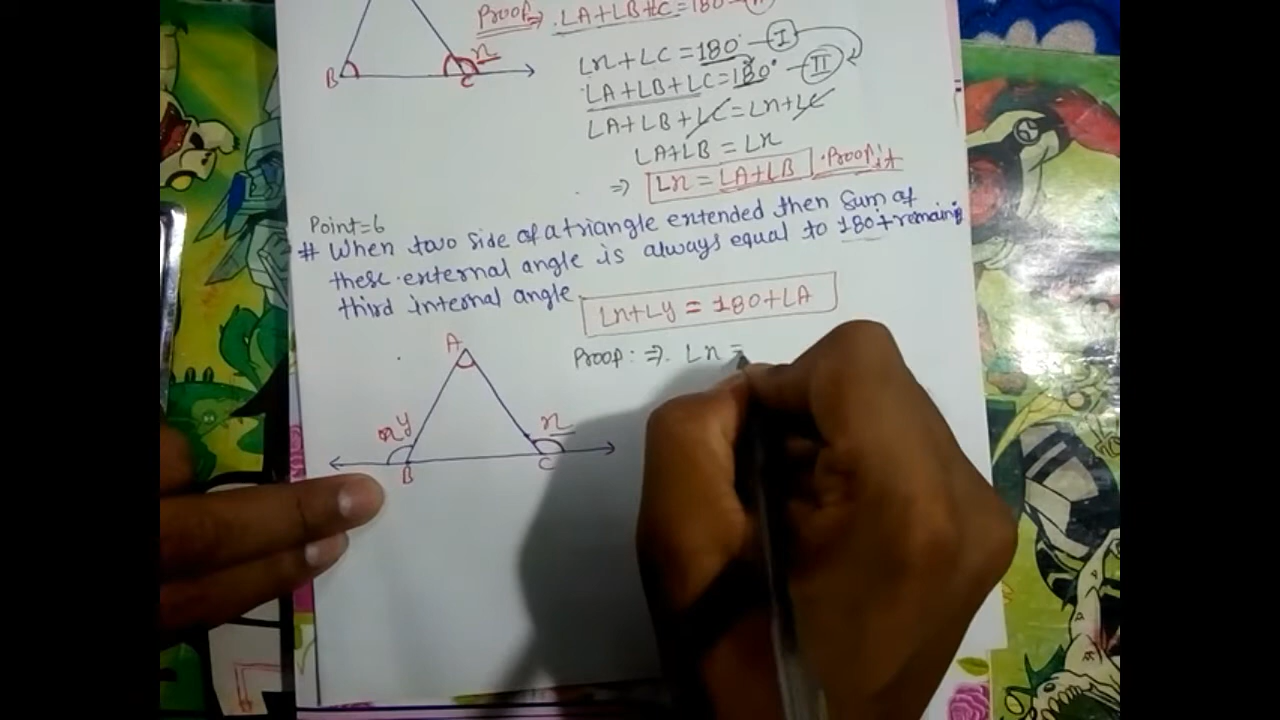 Proof⇒ ∠A+∠B+∠C=180
B
n
C
∠n+∠C=180° —Ⓘ
∠A+∠B+∠C=180° —Ⓘⓘ
∠A+∠B+∠C=∠n+∠C
∠A+∠B=∠n
⇒ ∠n=∠A+∠B .Proof it
Point=6
# When two side of a triangle extended then sum of
these external angle is always equal to 180+remaining
third internal angle.
∠n+∠y = 180+∠A
Proof:⇒. ∠n =
A
y
n
B
C